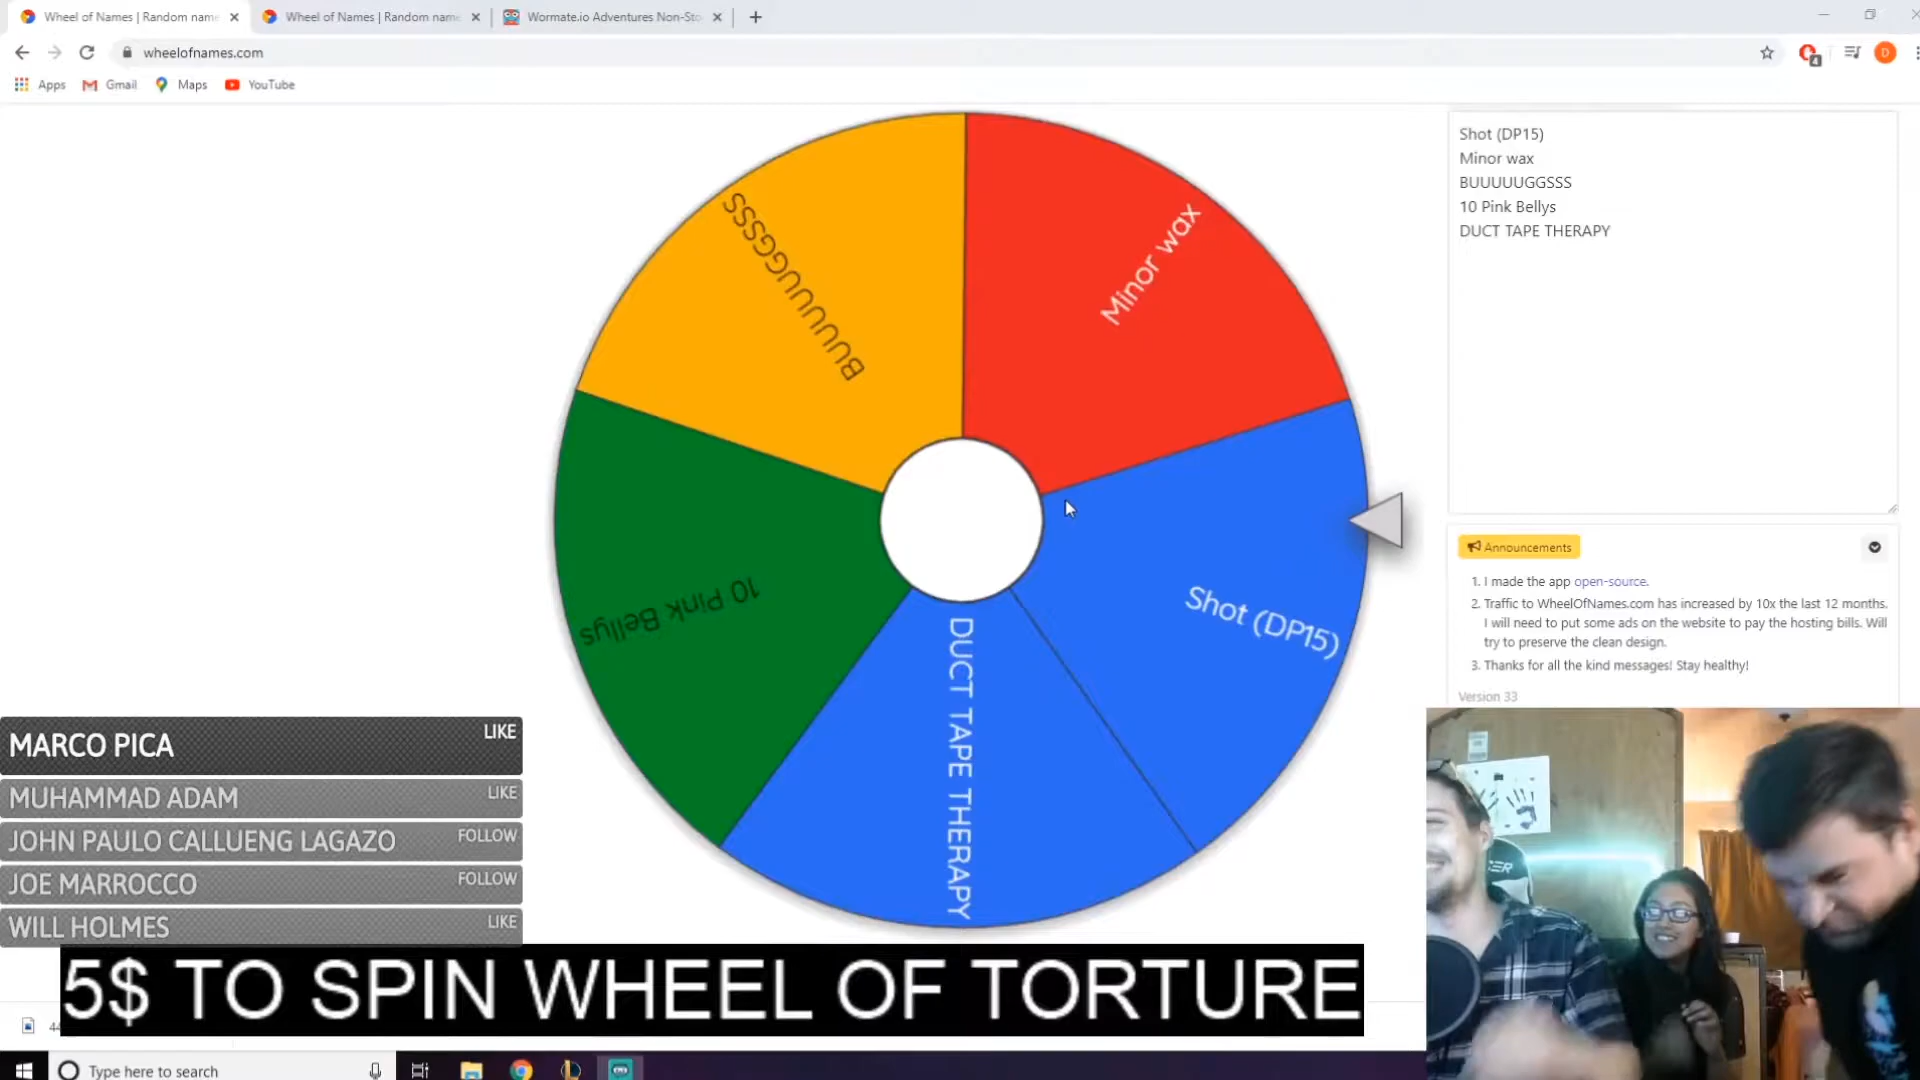 Wheel of Names | Random name
Wheel of Names | Random name
Wormate.io Adventures Non-Sto
wheelofnames.com
4
D
Apps
Gmail
Maps
YouTube
Shot (DP15)
Minor wax
BUUUUUGGSSS
10 Pink Bellys
DUCT TAPE THERAPY
BUUUUUGGSSS
Minor wax
10 Pink Bellys
Shot (DP15)
DUCT TAPE THERAPY
Announcements
1. I made the app open-source.
2. Traffic to WheelOfNames.com has increased by 10x the last 12 months.
I will need to put some ads on the website to pay the hosting bills. Will
try to preserve the clean design.
3. Thanks for all the kind messages! Stay healthy!
Version 33
MARCO PICA LIKE
MUHAMMAD ADAM LIKE
JOHN PAULO CALLUENG LAGAZO FOLLOW
JOE MARROCCO FOLLOW
WILL HOLMES LIKE
5$ TO SPIN WHEEL OF TORTURE
Type here to search